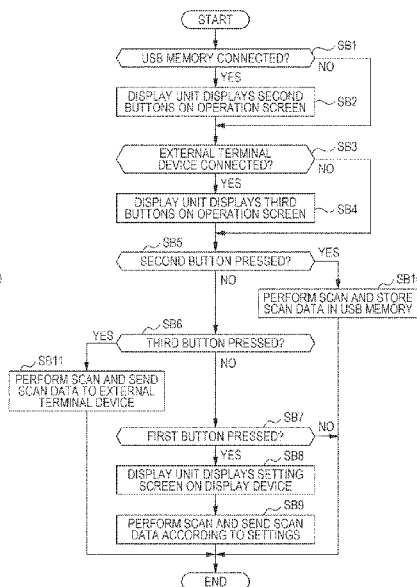 START
SB1
USB MEMORY CONNECTED?
NO
YES
DISPLAY UNIT DISPLAYS SECOND
BUTTONS ON OPERATION SCREEN
SB2
SB3
EXTERNAL TERMINAL
DEVICE CONNECTED?
NO
YES
DISPLAY UNIT DISPLAYS THIRD
BUTTONS ON OPERATION SCREEN
SB4
SB5
YES
SECOND BUTTON PRESSED?
NO
SB1
PERFORM SCAN AND STORE
SCAN DATA IN USB MEMORY
SB6
YES
THIRD BUTTON PRESSED?
SB11
NO
PERFORM SCAN AND SEND
SCAN DATA TO EXTERNAL
TERMINAL DEVICE
SB7
FIRST BUTTON PRESSED?
NO
YES
SB8
DISPLAY UNIT DISPLAYS SETTING
SCREEN ON DISPLAY DEVICE
SB9
PERFORM SCAN AND SEND SCAN
DATA ACCORDING TO SETTINGS
END